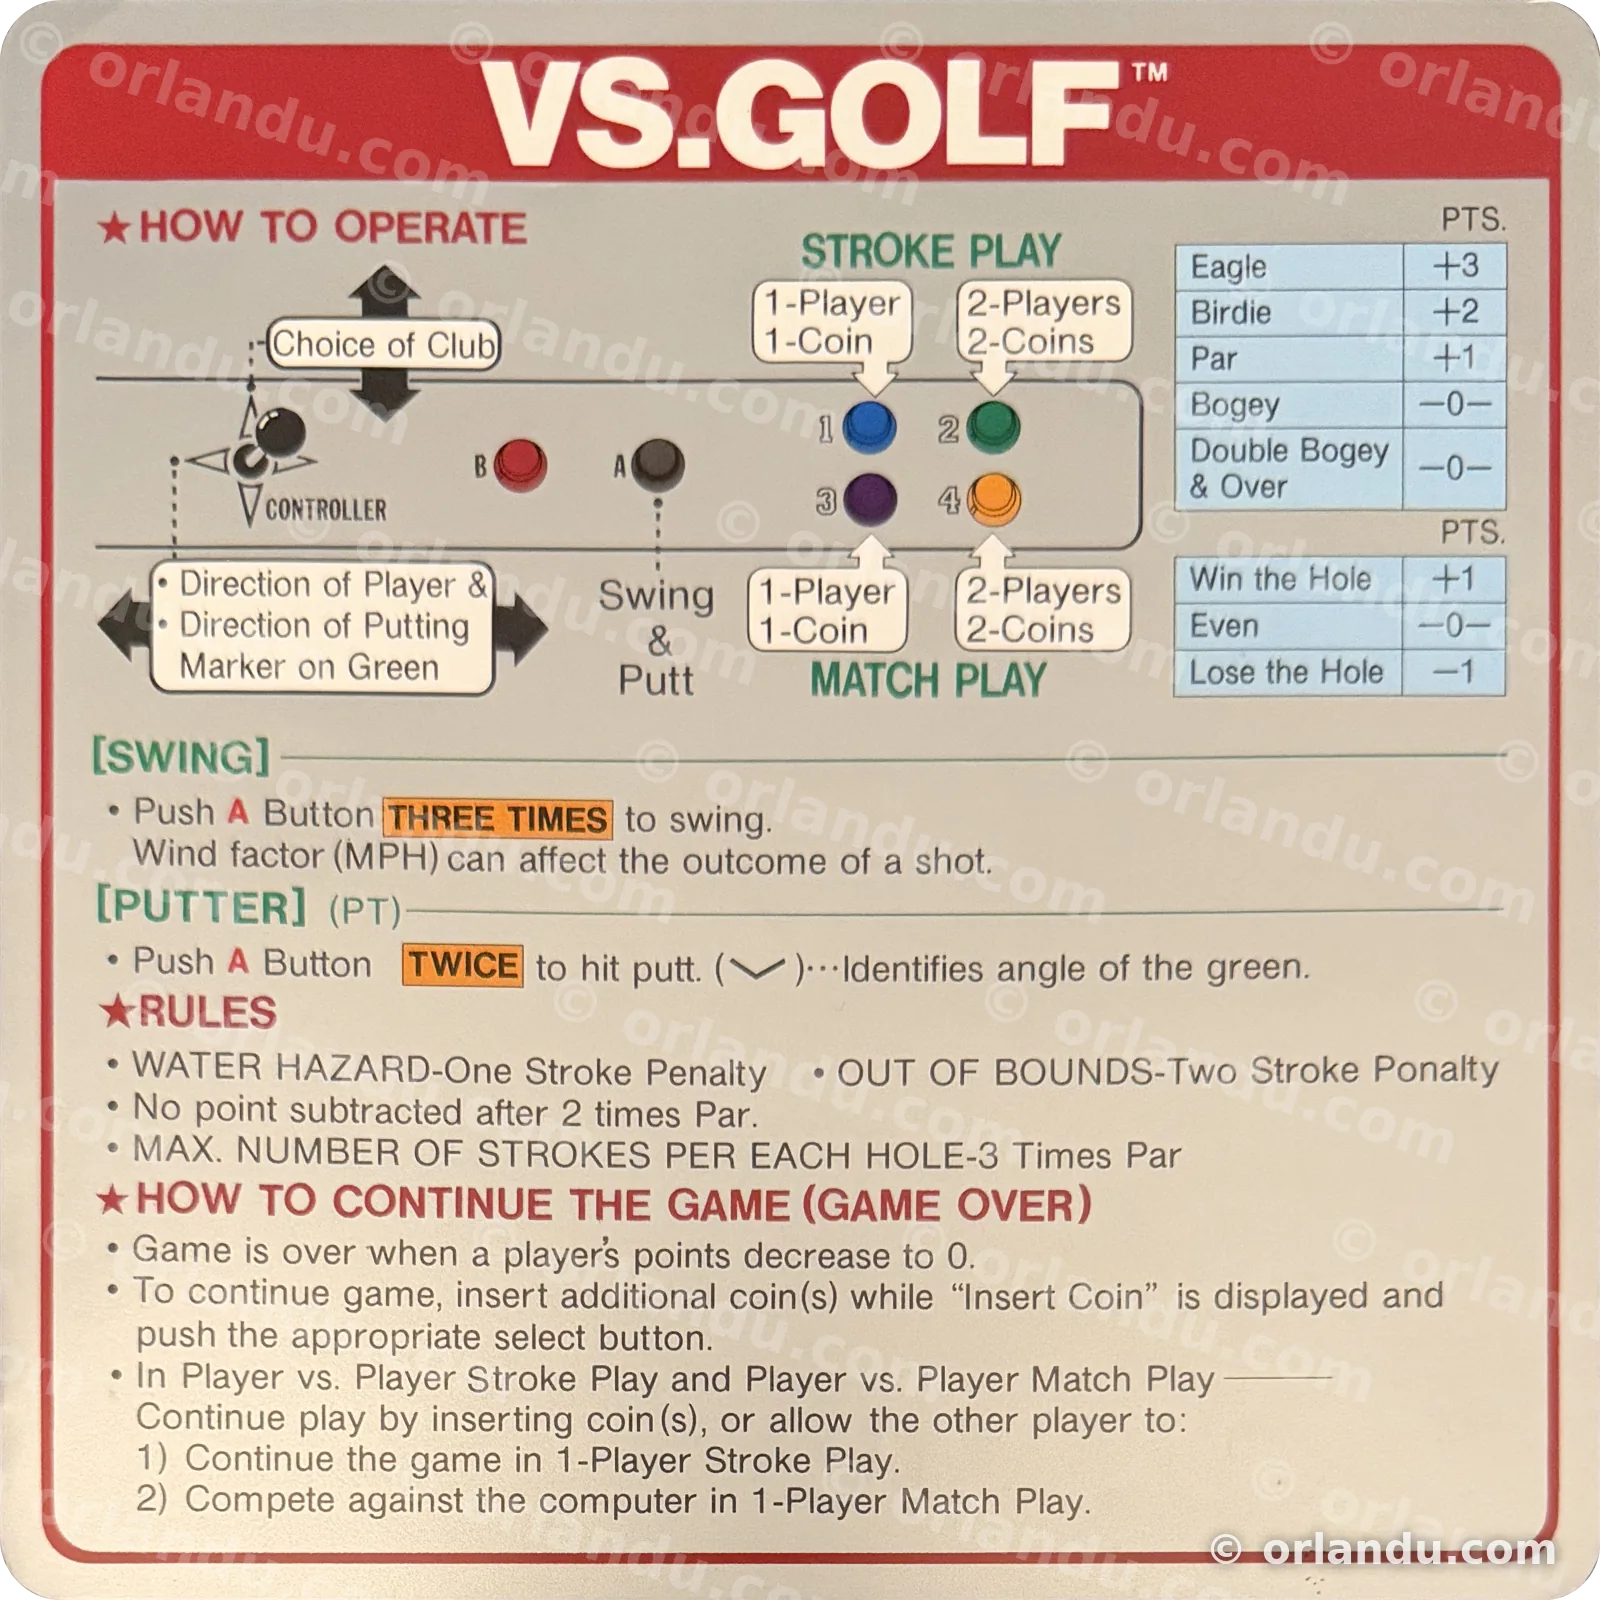 VS.GOLF™
★HOW TO OPERATE
Choice of Club
CONTROLLER
• Direction of Player &
• Direction of Putting
Marker on Green
B
A
Swing
&
Putt
STROKE PLAY
1-Player
1-Coin
2-Players
2-Coins
1
2
3
4
1-Player
1-Coin
2-Players
2-Coins
MATCH PLAY
PTS.
Eagle +3
Birdie +2
Par +1
Bogey —0—
Double Bogey
& Over —0—
PTS.
Win the Hole +1
Even —0—
Lose the Hole —1
[SWING]
• Push A Button THREE TIMES to swing.
Wind factor (MPH) can affect the outcome of a shot.
[PUTTER] (PT)
• Push A Button TWICE to hit putt. ( )···Identifies angle of the green.
★RULES
• WATER HAZARD-One Stroke Penalty • OUT OF BOUNDS-Two Stroke Ponalty
• No point subtracted after 2 times Par.
• MAX. NUMBER OF STROKES PER EACH HOLE-3 Times Par
★HOW TO CONTINUE THE GAME (GAME OVER)
• Game is over when a player's points decrease to 0.
• To continue game, insert additional coin(s) while “Insert Coin” is displayed and
push the appropriate select button.
• In Player vs. Player Stroke Play and Player vs. Player Match Play——
Continue play by inserting coin(s), or allow the other player to:
1) Continue the game in 1-Player Stroke Play.
2) Compete against the computer in 1-Player Match Play.
© orlandu.com